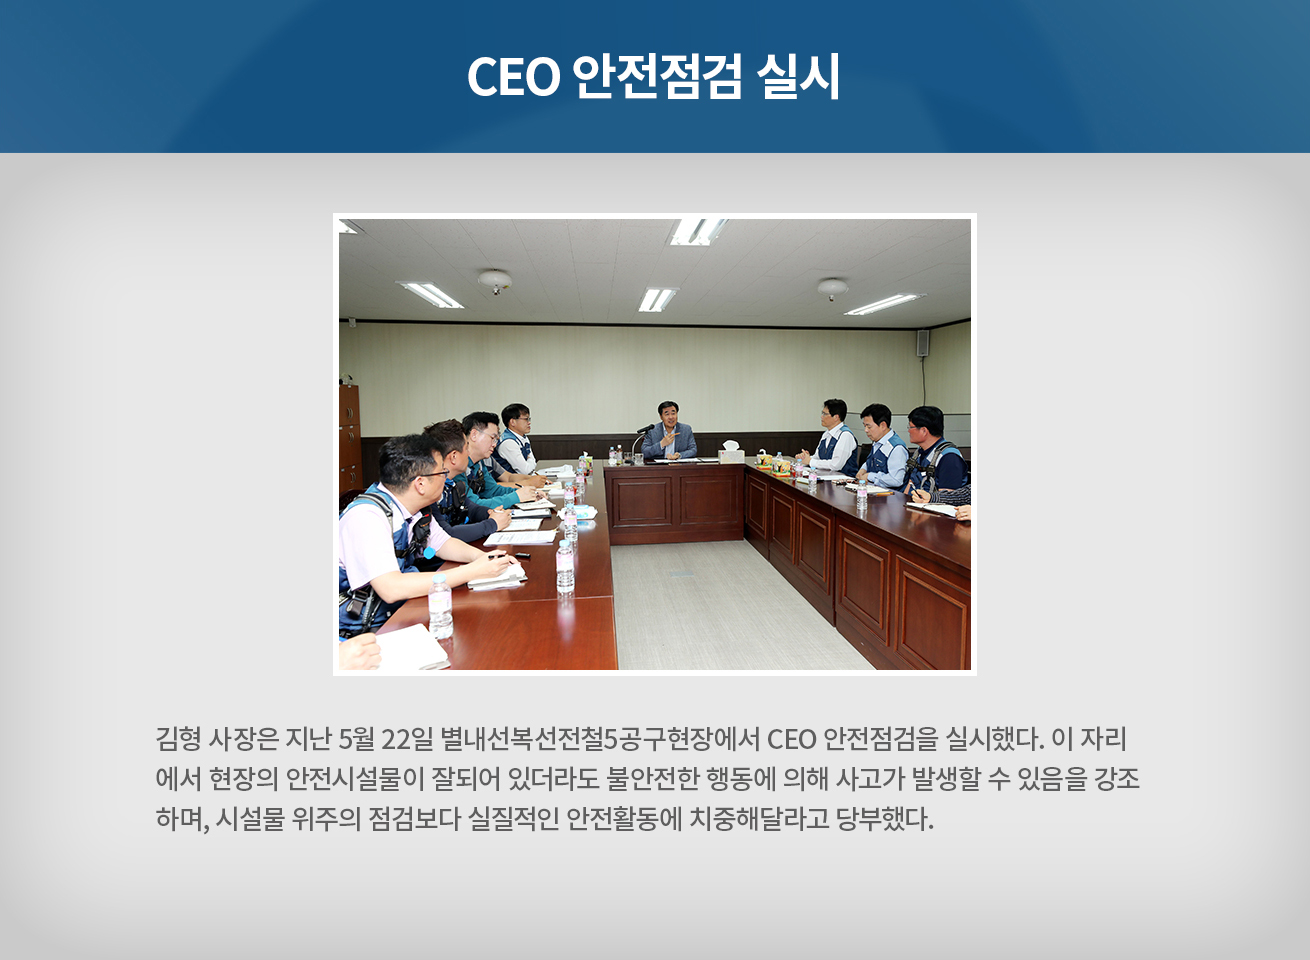 CEO 안전점검 실시
김형 사장은 지난 5월 22일 별내선복선전철5공구현장에서 CEO 안전점검을 실시했다. 이 자리
에서 현장의 안전시설물이 잘되어 있더라도 불안전한 행동에 의해 사고가 발생할 수 있음을 강조
하며, 시설물 위주의 점검보다 실질적인 안전활동에 치중해달라고 당부했다.